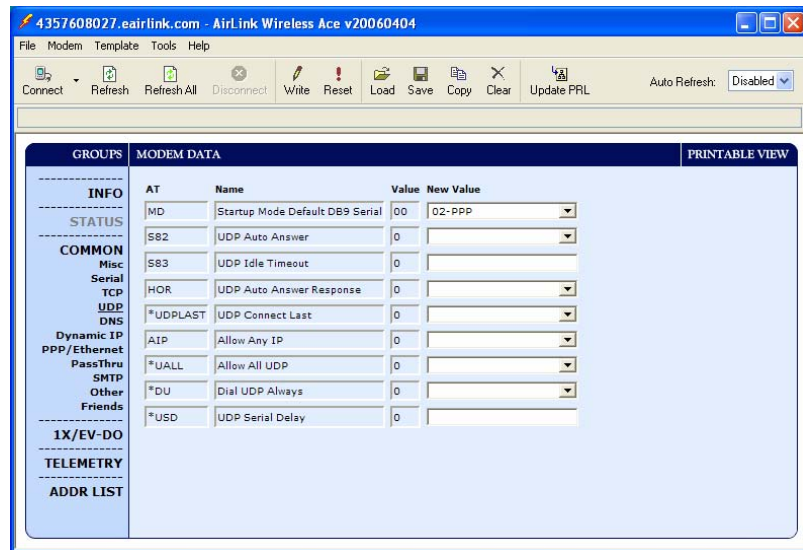 4357608027.eairlink.com - AirLink Wireless Ace v20060404
File Modem Template Tools Help
Connect Refresh Refresh All Disconnect Write Reset Load Save Copy Clear Update PRL Auto Refresh: Disabled
GROUPS MODEM DATA PRINTABLE VIEW
INFO
STATUS
COMMON
Misc
Serial
TCP
UDP
DNS
Dynamic IP
PPP/Ethernet
PassThru
SMTP
Other
Friends
1X/EV-DO
TELEMETRY
ADDR LIST
AT Name Value New Value
MD Startup Mode Default DB9 Serial 00 02-PPP
S82 UDP Auto Answer 0
S83 UDP Idle Timeout 0
HOR UDP Auto Answer Response 0
*UDPLAST UDP Connect Last 0
AIP Allow Any IP 0
*UALL Allow All UDP 0
*DU Dial UDP Always 0
*USD UDP Serial Delay 0